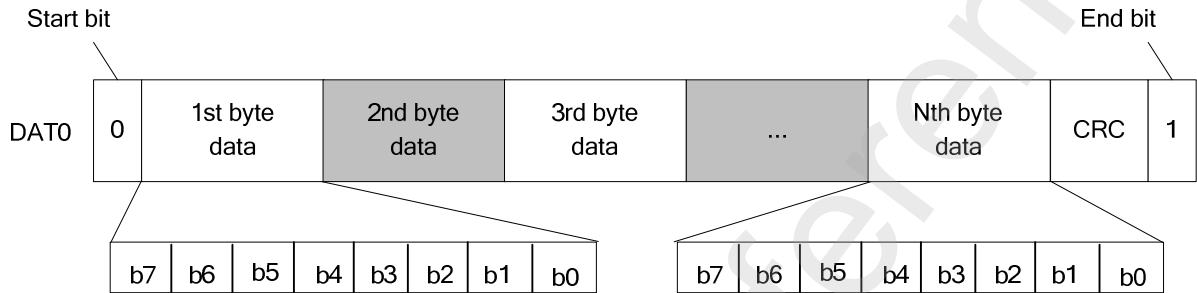 Start bit End bit
DAT0 0 1st byte data 2nd byte data 3rd byte data ... Nth byte data CRC 1
b7 b6 b5 b4 b3 b2 b1 b0 b7 b6 b5 b4 b3 b2 b1 b0